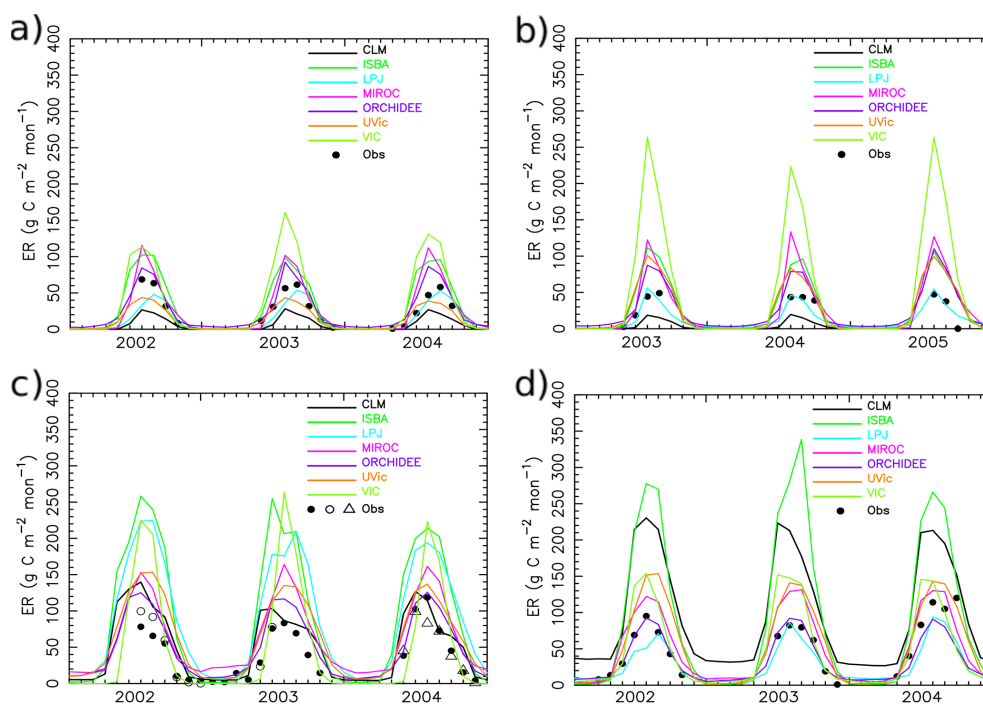 a)
ER (g C m−2 mon−1)
400
350
300
250
200
150
100
50
0
CLM
ISBA
LPJ
MIROC
ORCHIDEE
UVic
VIC
Obs
2002
2003
2004
b)
ER (g C m−2 mon−1)
400
350
300
250
200
150
100
50
0
CLM
ISBA
LPJ
MIROC
ORCHIDEE
UVic
VIC
Obs
2003
2004
2005
c)
ER (g C m−2 mon−1)
400
350
300
250
200
150
100
50
0
CLM
ISBA
LPJ
MIROC
ORCHIDEE
UVic
VIC
Obs
2002
2003
2004
d)
ER (g C m−2 mon−1)
400
350
300
250
200
150
100
50
0
CLM
ISBA
LPJ
MIROC
ORCHIDEE
UVic
VIC
Obs
2002
2003
2004